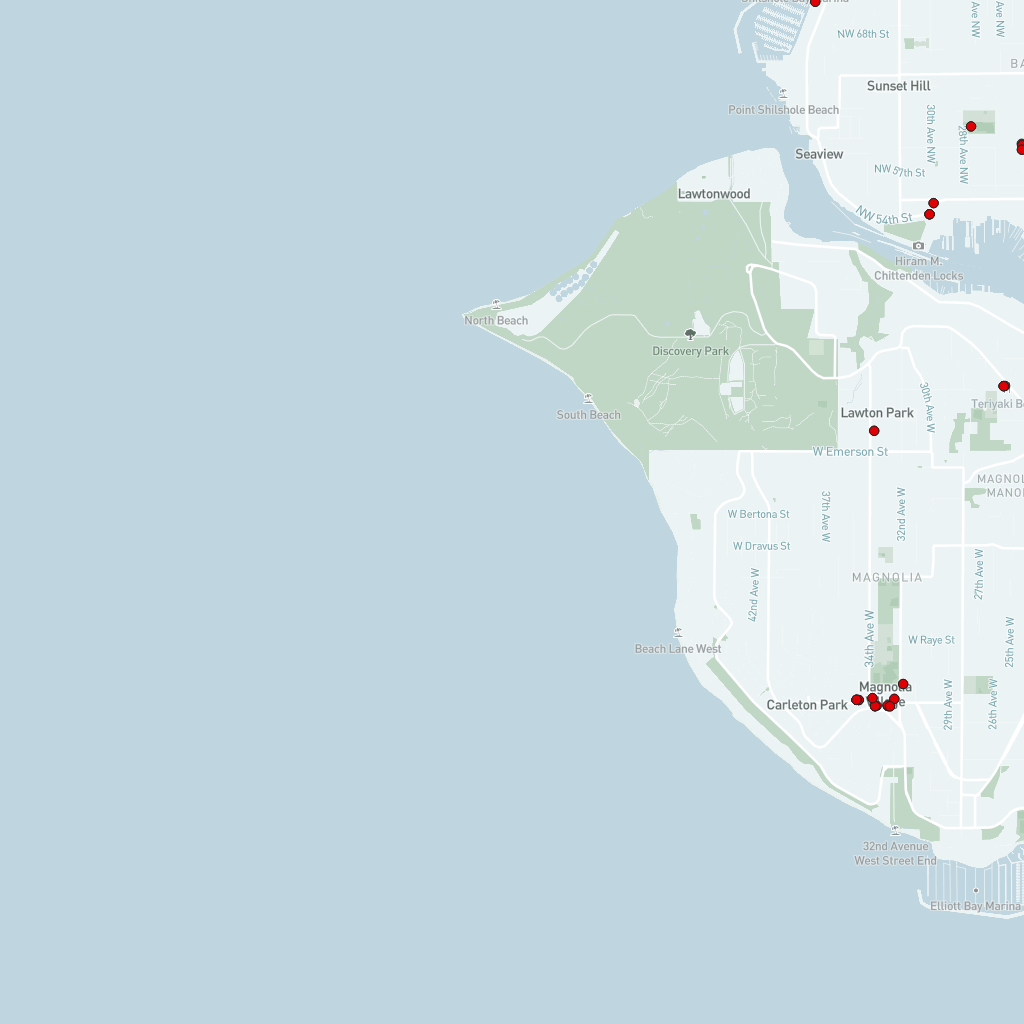 NW 68th St
Sunset Hill
Point Shilshole Beach
30th Ave NW
28th Ave NW
Seaview
NW 57th St
Lawtonwood
NW 54th St
Hiram M.
Chittenden Locks
North Beach
Discovery Park
South Beach
Lawton Park
30th Ave W
W Emerson St
37th Ave W
32nd Ave W
W Bertona St
W Dravus St
MAGNOLIA
42nd Ave W
27th Ave W
34th Ave W
W Raye St
25th Ave W
Beach Lane West
Carleton Park
Magnolia
29th Ave W
26th Ave W
32nd Avenue
West Street End
Elliott Bay Marina